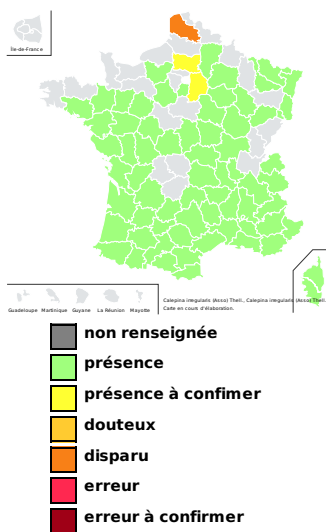 Île-de-France
Guadeloupe Martinique Guyane La Réunion Mayotte
Calepina irregularis (Asso) Thell., Calepina irregularis (Asso) Thell.
Carte en cours d'élaboration.
non renseignée
présence
présence à confimer
douteux
disparu
erreur
erreur à confirmer